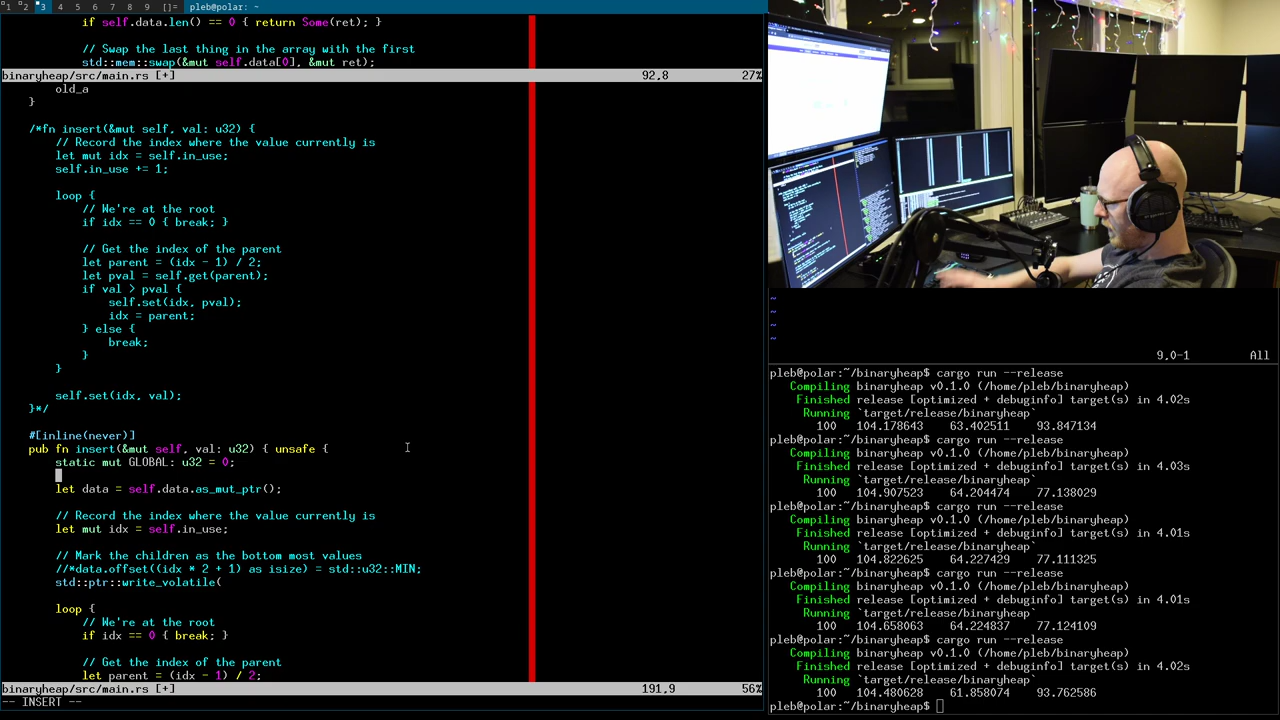 1 2 3 4 5 6 7 8 9 []= pleb@polar: ~
if self.data.len() == 0 { return Some(ret); }
// Swap the last thing in the array with the first
std::mem::swap(&mut self.data[0], &mut ret);
binaryheap/src/main.rs [+] 92,8 27%
old_a
}
/*fn insert(&mut self, val: u32) {
// Record the index where the value currently is
let mut idx = self.in_use;
self.in_use += 1;
loop {
// We're at the root
if idx == 0 { break; }
// Get the index of the parent
let parent = (idx - 1) / 2;
let pval = self.get(parent);
if val > pval {
self.set(idx, pval);
idx = parent;
} else {
break;
}
}
self.set(idx, val);
}*/
#[inline(never)]
pub fn insert(&mut self, val: u32) { unsafe {
static mut GLOBAL: u32 = 0;
let data = self.data.as_mut_ptr();
// Record the index where the value currently is
let mut idx = self.in_use;
// Mark the children as the bottom most values
//*data.offset((idx * 2 + 1) as isize) = std::u32::MIN;
std::ptr::write_volatile(
loop {
// We're at the root
if idx == 0 { break; }
// Get the index of the parent
let parent = (idx - 1) / 2;
binaryheap/src/main.rs [+] 191,9 56%
-- INSERT --
~
~
~
~
9,0-1 All
pleb@polar:~/binaryheap$ cargo run --release
Compiling binaryheap v0.1.0 (/home/pleb/binaryheap)
Finished release [optimized + debuginfo] target(s) in 4.02s
Running `target/release/binaryheap`
100 104.178643 63.402511 93.847134
pleb@polar:~/binaryheap$ cargo run --release
Compiling binaryheap v0.1.0 (/home/pleb/binaryheap)
Finished release [optimized + debuginfo] target(s) in 4.03s
Running `target/release/binaryheap`
100 104.907523 64.204474 77.138029
pleb@polar:~/binaryheap$ cargo run --release
Compiling binaryheap v0.1.0 (/home/pleb/binaryheap)
Finished release [optimized + debuginfo] target(s) in 4.01s
Running `target/release/binaryheap`
100 104.822625 64.227429 77.111325
pleb@polar:~/binaryheap$ cargo run --release
Compiling binaryheap v0.1.0 (/home/pleb/binaryheap)
Finished release [optimized + debuginfo] target(s) in 4.01s
Running `target/release/binaryheap`
100 104.658063 64.224837 77.124109
pleb@polar:~/binaryheap$ cargo run --release
Compiling binaryheap v0.1.0 (/home/pleb/binaryheap)
Finished release [optimized + debuginfo] target(s) in 4.02s
Running `target/release/binaryheap`
100 104.480628 61.858074 93.762586
pleb@polar:~/binaryheap$